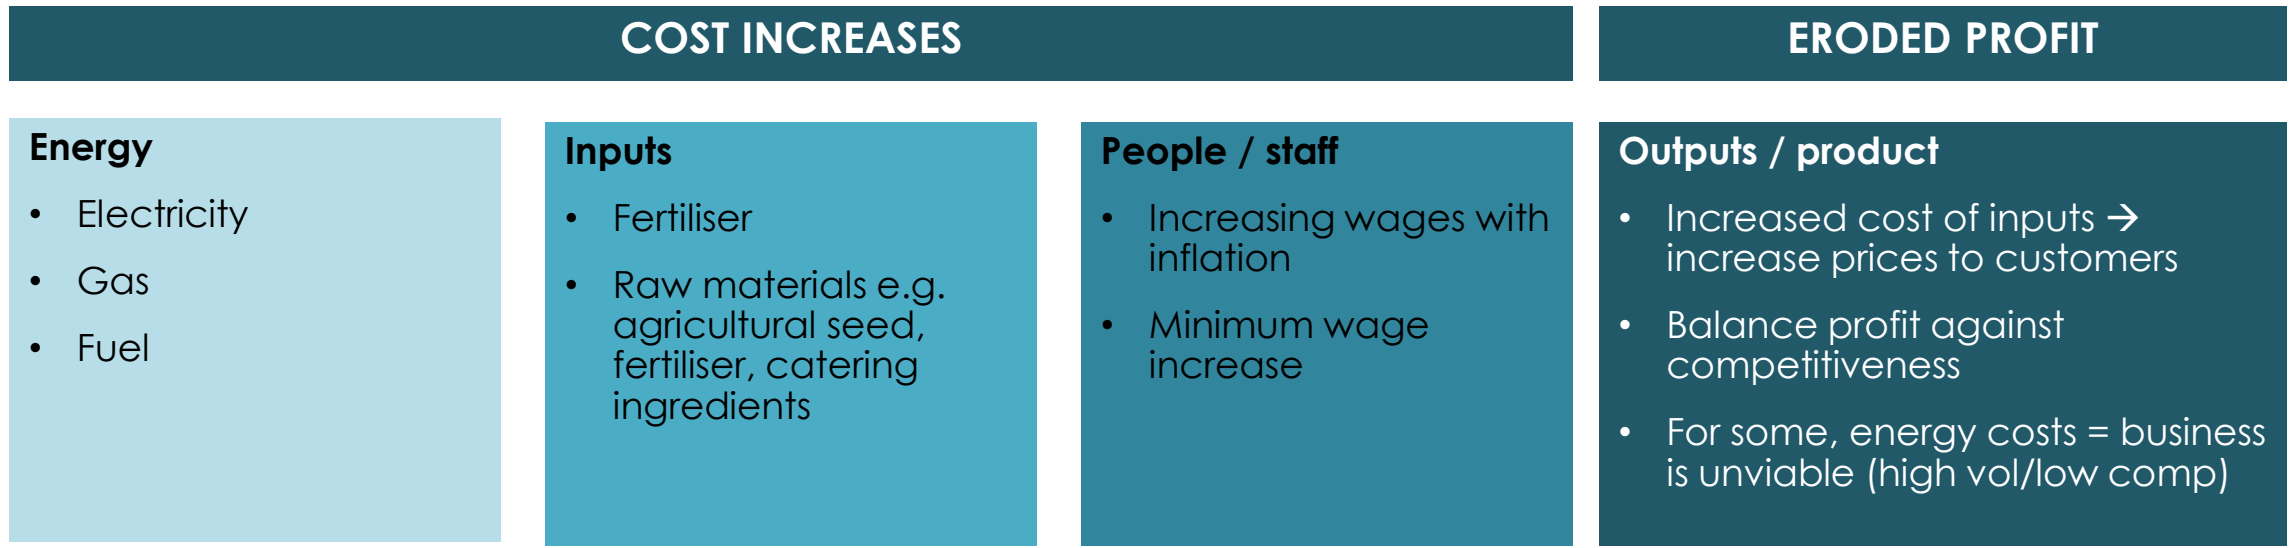 COST INCREASES
ERODED PROFIT
Energy
• Electricity
• Gas
• Fuel
Inputs
• Fertiliser
• Raw materials e.g.
agricultural seed,
fertiliser, catering
ingredients
People / staff
• Increasing wages with
inflation
• Minimum wage
increase
Outputs / product
• Increased cost of inputs →
increase prices to customers
• Balance profit against
competitiveness
• For some, energy costs = business
is unviable (high vol/low comp)